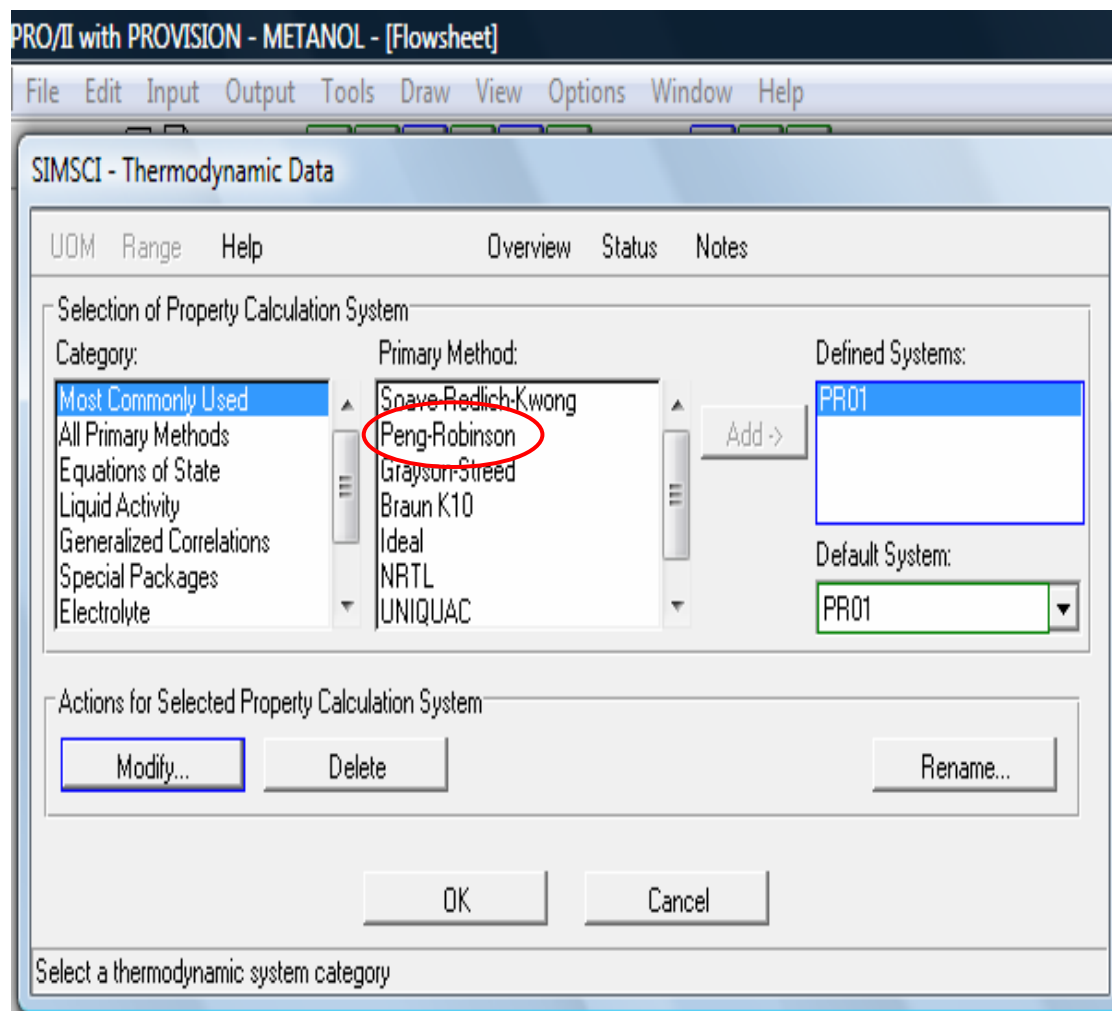 PRO/II with PROVISION - METANOL - [Flowsheet]
File Edit Input Output Tools Draw View Options Window Help
SIMSCI - Thermodynamic Data
UOM Range Help Overview Status Notes
Selection of Property Calculation System
Category:
Most Commonly Used
All Primary Methods
Equations of State
Liquid Activity
Generalized Correlations
Special Packages
Electrolyte
Primary Method:
Soave-Redlich-Kwong
Peng-Robinson
Grayson-Streed
Braun K10
Ideal
NRTL
UNIQUAC
Add ->
Defined Systems:
PR01
Default System:
PR01
Actions for Selected Property Calculation System
Modify... Delete Rename...
OK Cancel
Select a thermodynamic system category